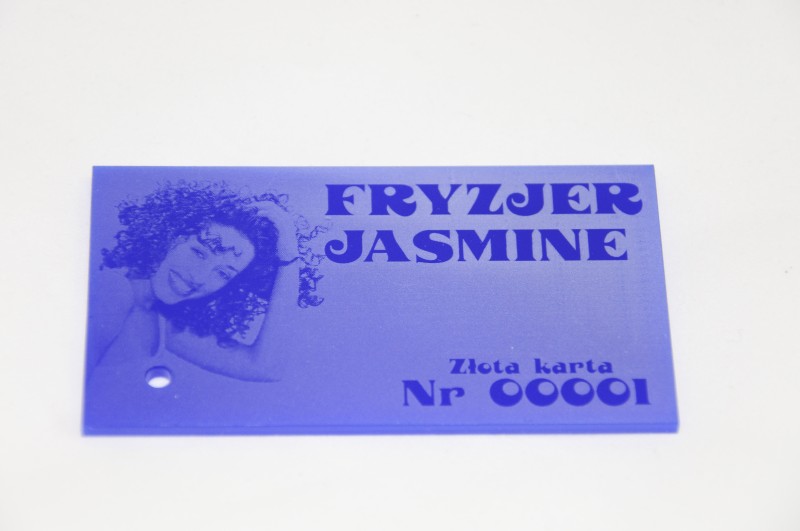 FRYZJER
JASMINE
Złota karta
Nr 00001